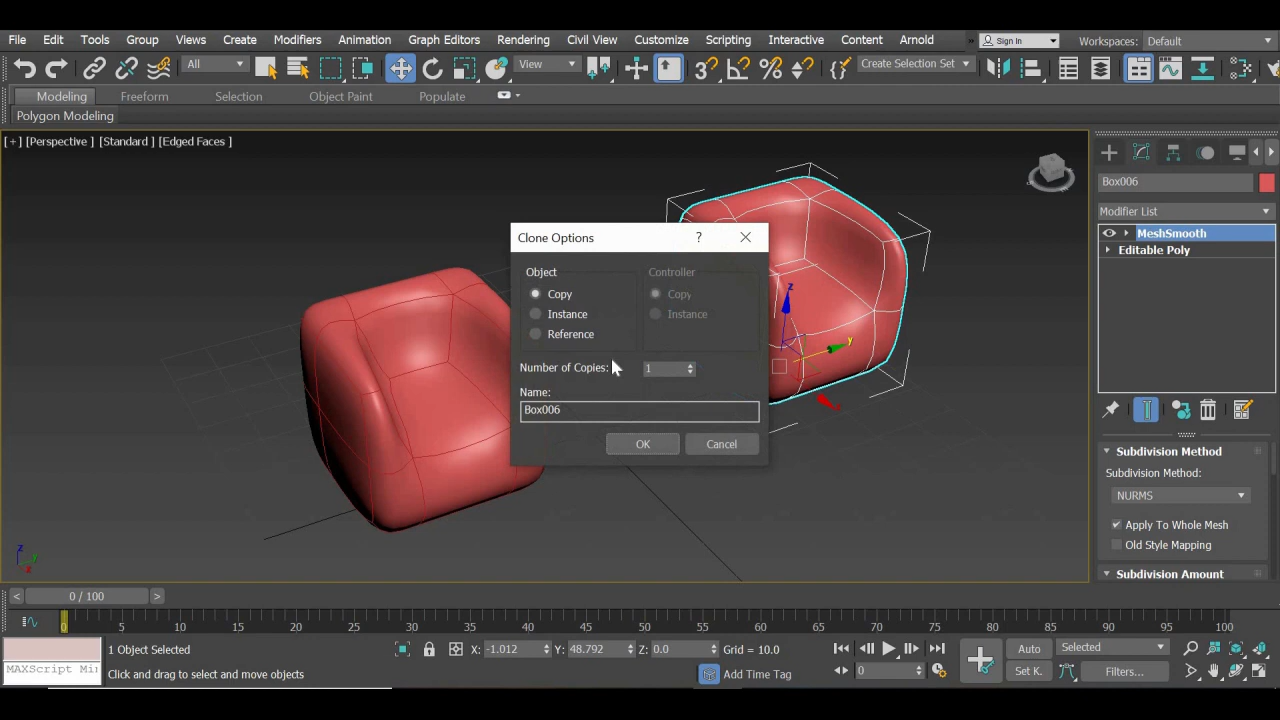 File Edit Tools Group Views Create Modifiers Animation Graph Editors Rendering Civil View Customize Scripting Interactive Content Arnold » Sign In Workspaces: Default
All View Create Selection Set
Modeling Freeform Selection Object Paint Populate
Polygon Modeling
[+] [Perspective ] [Standard ] [Edged Faces ]
Box006
Modifier List
MeshSmooth
Editable Poly
Clone Options ?
Object Controller
Copy Copy
Instance Instance
Reference
Number of Copies: 1
Name:
Box006
OK Cancel
z
y
Subdivision Method
Subdivision Method:
NURMS
Apply To Whole Mesh
Old Style Mapping
Subdivision Amount
z
y
x
< 0 / 100 >
0 5 10 15 20 25 30 35 40 45 50 55 60 65 70 75 80 85 90 95 100
1 Object Selected X: -1.012 Y: 48.792 Z: 0.0 Grid = 10.0 Auto Selected
MAXScript Mi Click and drag to select and move objects Add Time Tag 0 Set K. Filters...